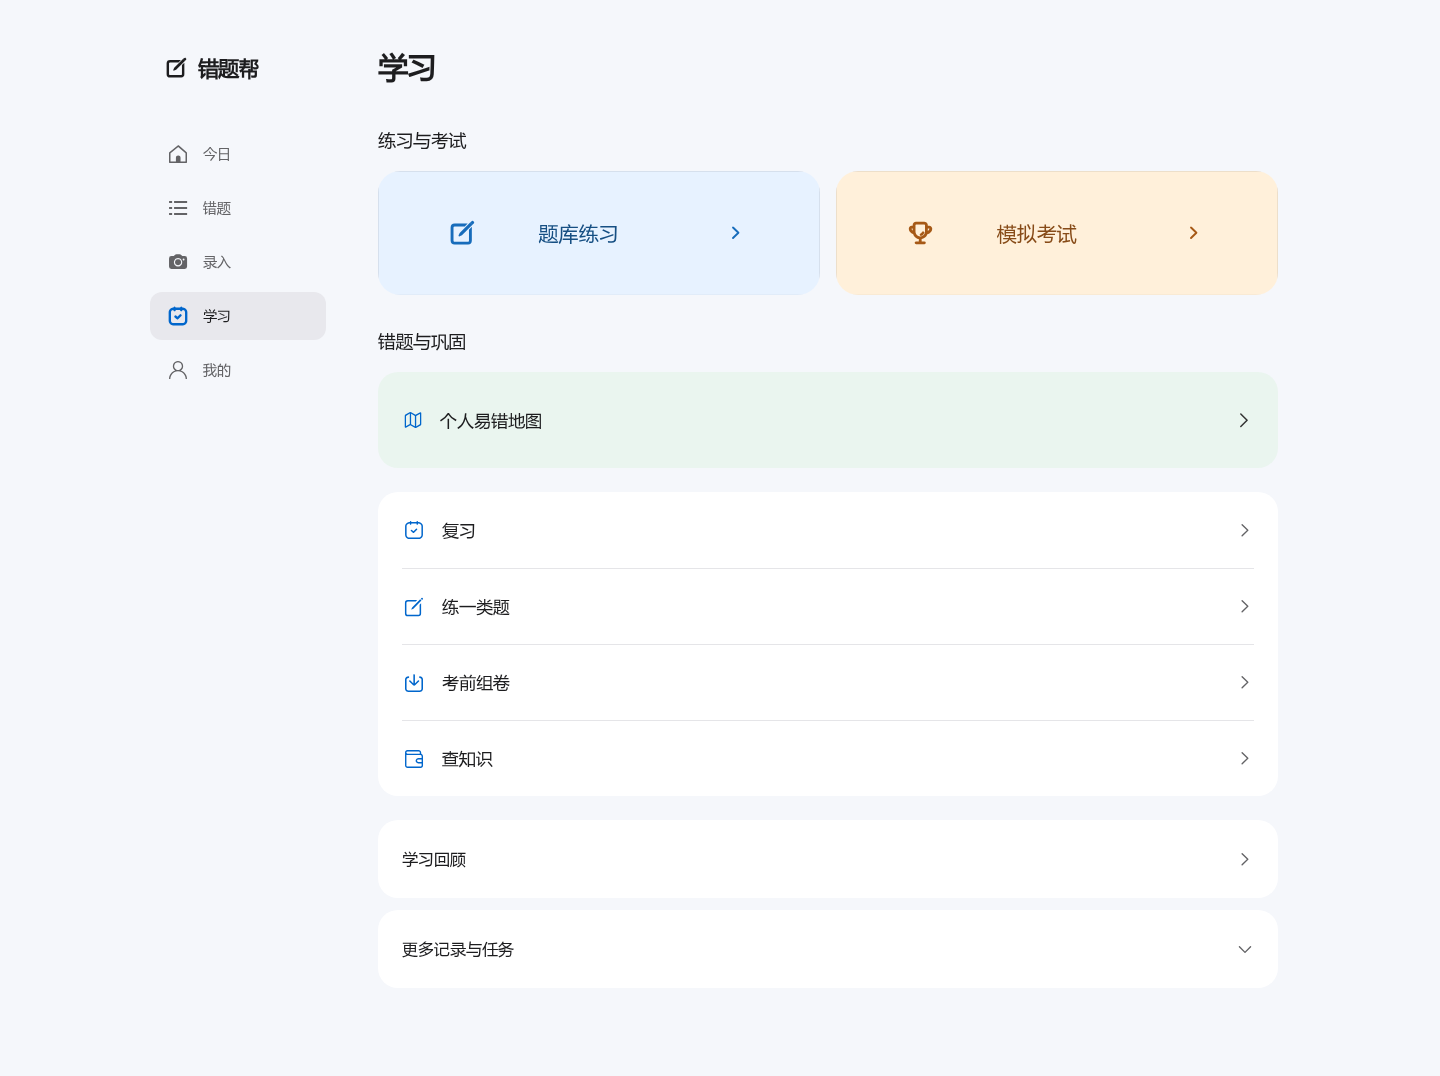 错题帮
今日
错题
录入
学习
我的
学习
练习与考试
题库练习
模拟考试
错题与巩固
个人易错地图
复习
练一类题
考前组卷
查知识
学习回顾
更多记录与任务